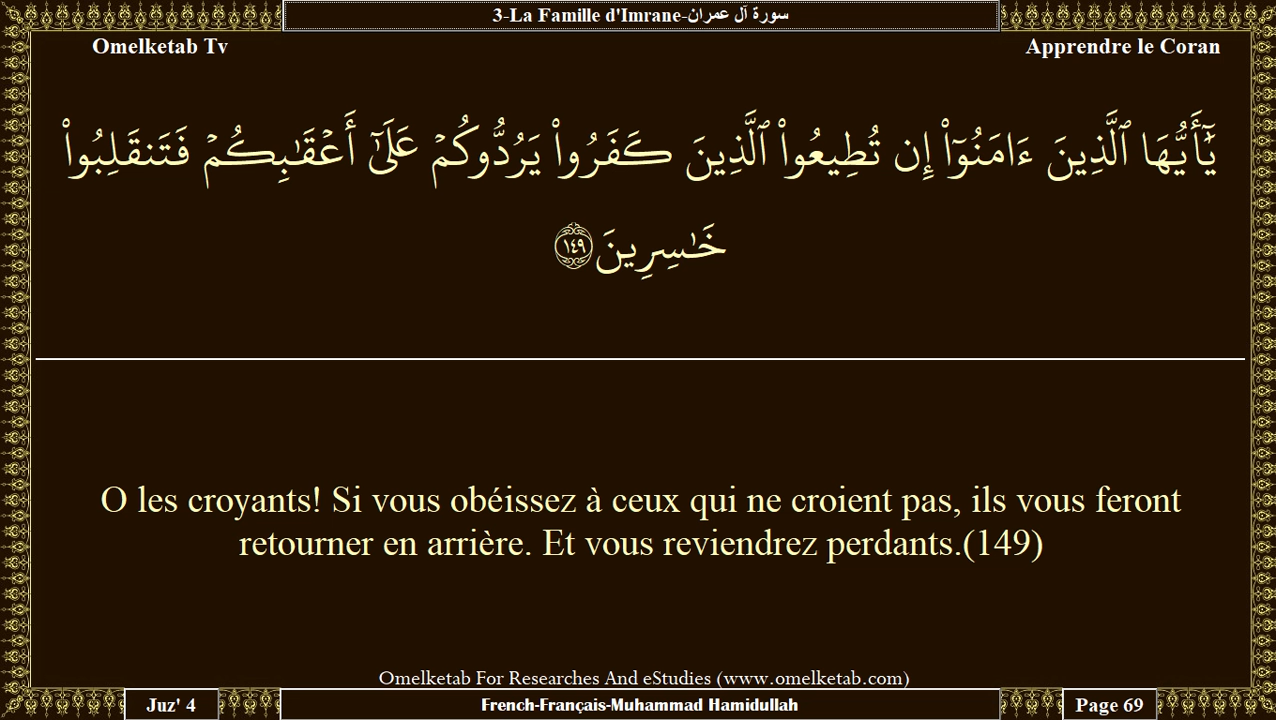 3-La Famille d'Imrane-سورة آل عمران
Omelketab Tv
Apprendre le Coran
يَٰٓأَيُّهَا ٱلَّذِينَ ءَامَنُوٓا۟ إِن تُطِيعُوا۟ ٱلَّذِينَ كَفَرُوا۟ يَرُدُّوكُمْ عَلَىٰٓ أَعْقَٰبِكُمْ فَتَنقَلِبُوا۟
خَٰسِرِينَ ١٤٩
O les croyants! Si vous obéissez à ceux qui ne croient pas, ils vous feront
retourner en arrière. Et vous reviendrez perdants.(149)
Omelketab For Researches And eStudies (www.omelketab.com)
Juz' 4
French-Français-Muhammad Hamidullah
Page 69